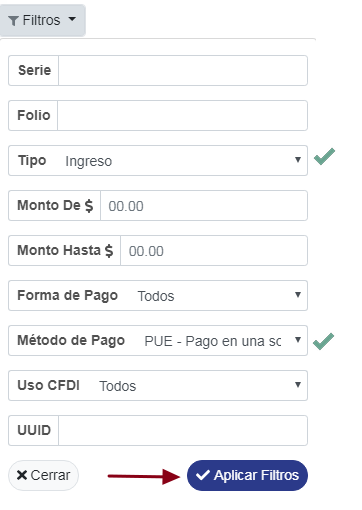 Filtros
Serie
Folio
Tipo Ingreso
Monto De $ 00.00
Monto Hasta $ 00.00
Forma de Pago Todos
Método de Pago PUE - Pago en una sc
Uso CFDI Todos
UUID
Cerrar Aplicar Filtros